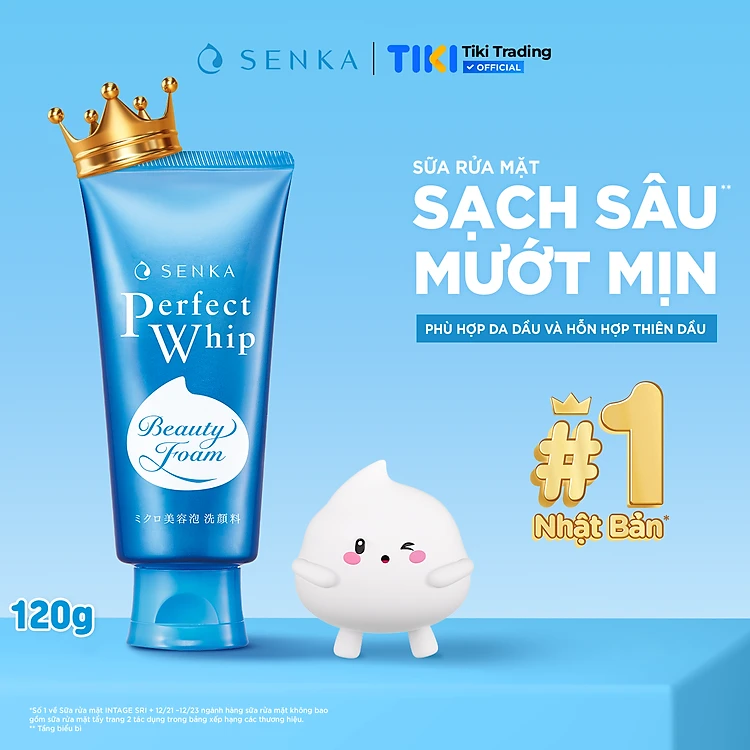 SENKA
TIKI
Tiki Trading
OFFICIAL
SỮA RỬA MẶT
SẠCH SÂU**
MƯỚT MỊN
PHÙ HỢP DA DẦU VÀ HỖN HỢP THIÊN DẦU
SENKA
Perfect
Whip
Beauty
Foam
ミクロ美容泡 洗顔料
#1
Nhật Bản*
120g
*Số 1 về Sữa rửa mặt INTAGE SRI + 12/21 -12/23 ngành hàng sữa rửa mặt không bao
gồm sữa rửa mặt tẩy trang 2 tác dụng trong bảng xếp hạng các thương hiệu.
** Tầng biểu bì